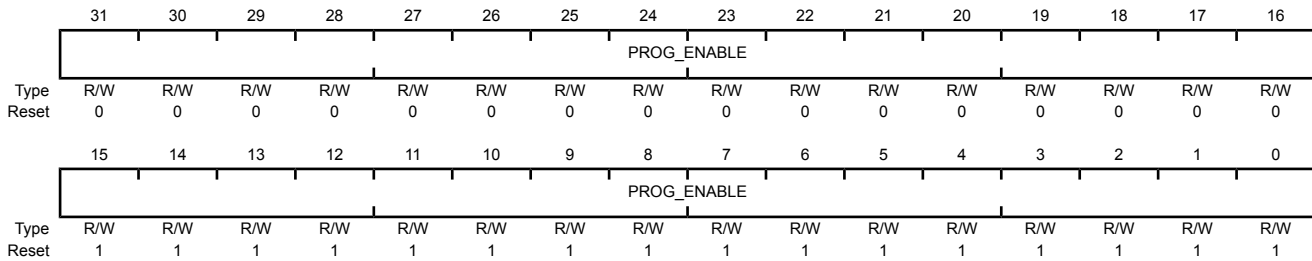 31 30 29 28 27 26 25 24 23 22 21 20 19 18 17 16
PROG_ENABLE
Type R/W R/W R/W R/W R/W R/W R/W R/W R/W R/W R/W R/W R/W R/W R/W R/W
Reset 0 0 0 0 0 0 0 0 0 0 0 0 0 0 0 0
15 14 13 12 11 10 9 8 7 6 5 4 3 2 1 0
PROG_ENABLE
Type R/W R/W R/W R/W R/W R/W R/W R/W R/W R/W R/W R/W R/W R/W R/W R/W
Reset 1 1 1 1 1 1 1 1 1 1 1 1 1 1 1 1